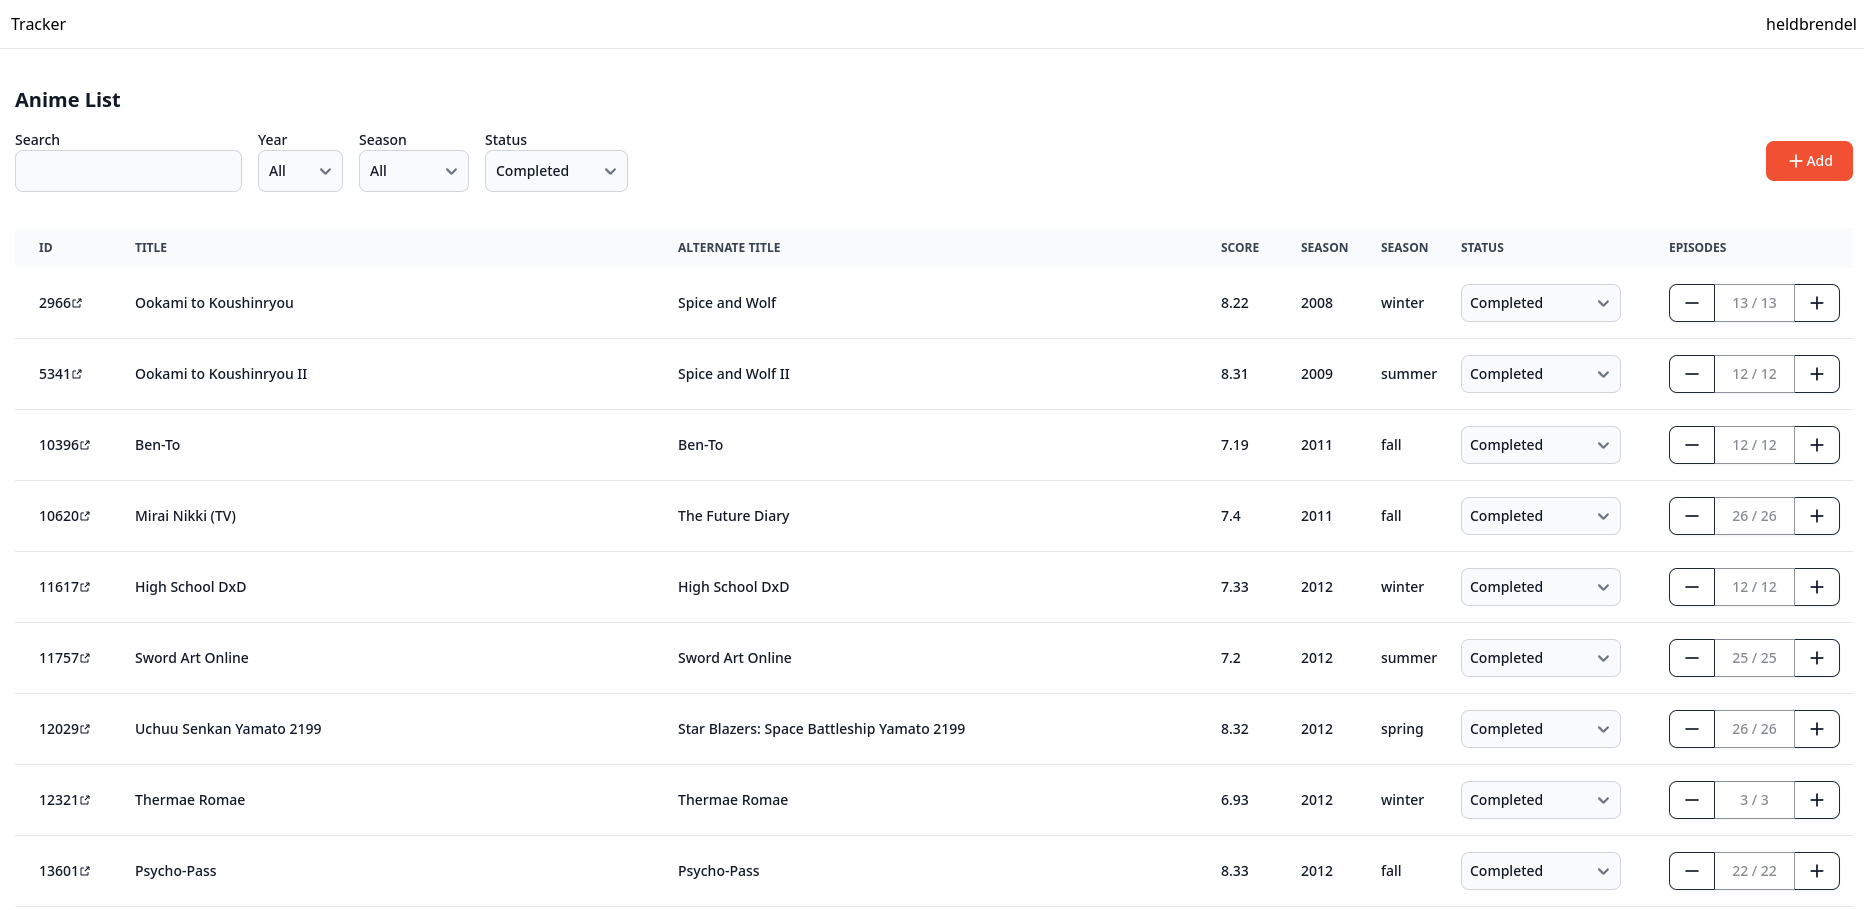 Tracker heldbrendel
Anime List
Search Year Season Status
All All Completed
+ Add
ID TITLE ALTERNATE TITLE SCORE SEASON SEASON STATUS EPISODES
2966 Ookami to Koushinryou Spice and Wolf 8.22 2008 winter Completed — 13 / 13 +
5341 Ookami to Koushinryou II Spice and Wolf II 8.31 2009 summer Completed — 12 / 12 +
10396 Ben-To Ben-To 7.19 2011 fall Completed — 12 / 12 +
10620 Mirai Nikki (TV) The Future Diary 7.4 2011 fall Completed — 26 / 26 +
11617 High School DxD High School DxD 7.33 2012 winter Completed — 12 / 12 +
11757 Sword Art Online Sword Art Online 7.2 2012 summer Completed — 25 / 25 +
12029 Uchuu Senkan Yamato 2199 Star Blazers: Space Battleship Yamato 2199 8.32 2012 spring Completed — 26 / 26 +
12321 Thermae Romae Thermae Romae 6.93 2012 winter Completed — 3 / 3 +
13601 Psycho-Pass Psycho-Pass 8.33 2012 fall Completed — 22 / 22 +